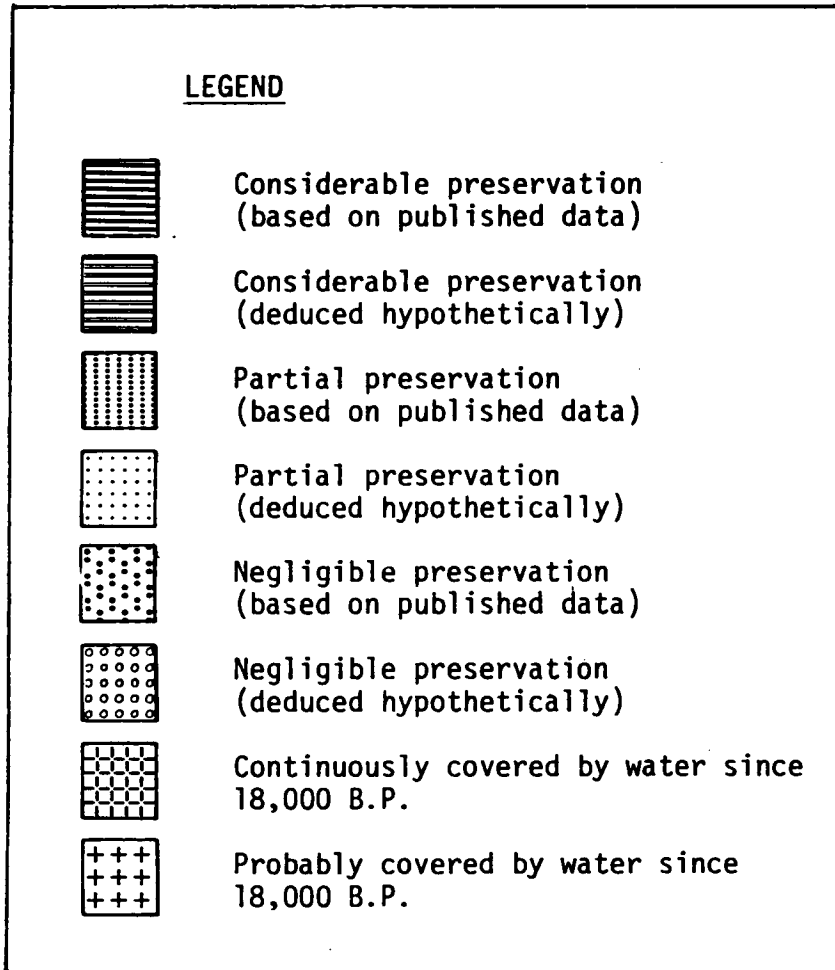 LEGEND
Considerable preservation
(based on published data)
Considerable preservation
(deduced hypothetically)
Partial preservation
(based on published data)
Partial preservation
(deduced hypothetically)
Negligible preservation
(based on published data)
Negligible preservation
(deduced hypothetically)
Continuously covered by water since
18,000 B.P.
Probably covered by water since
18,000 B.P.